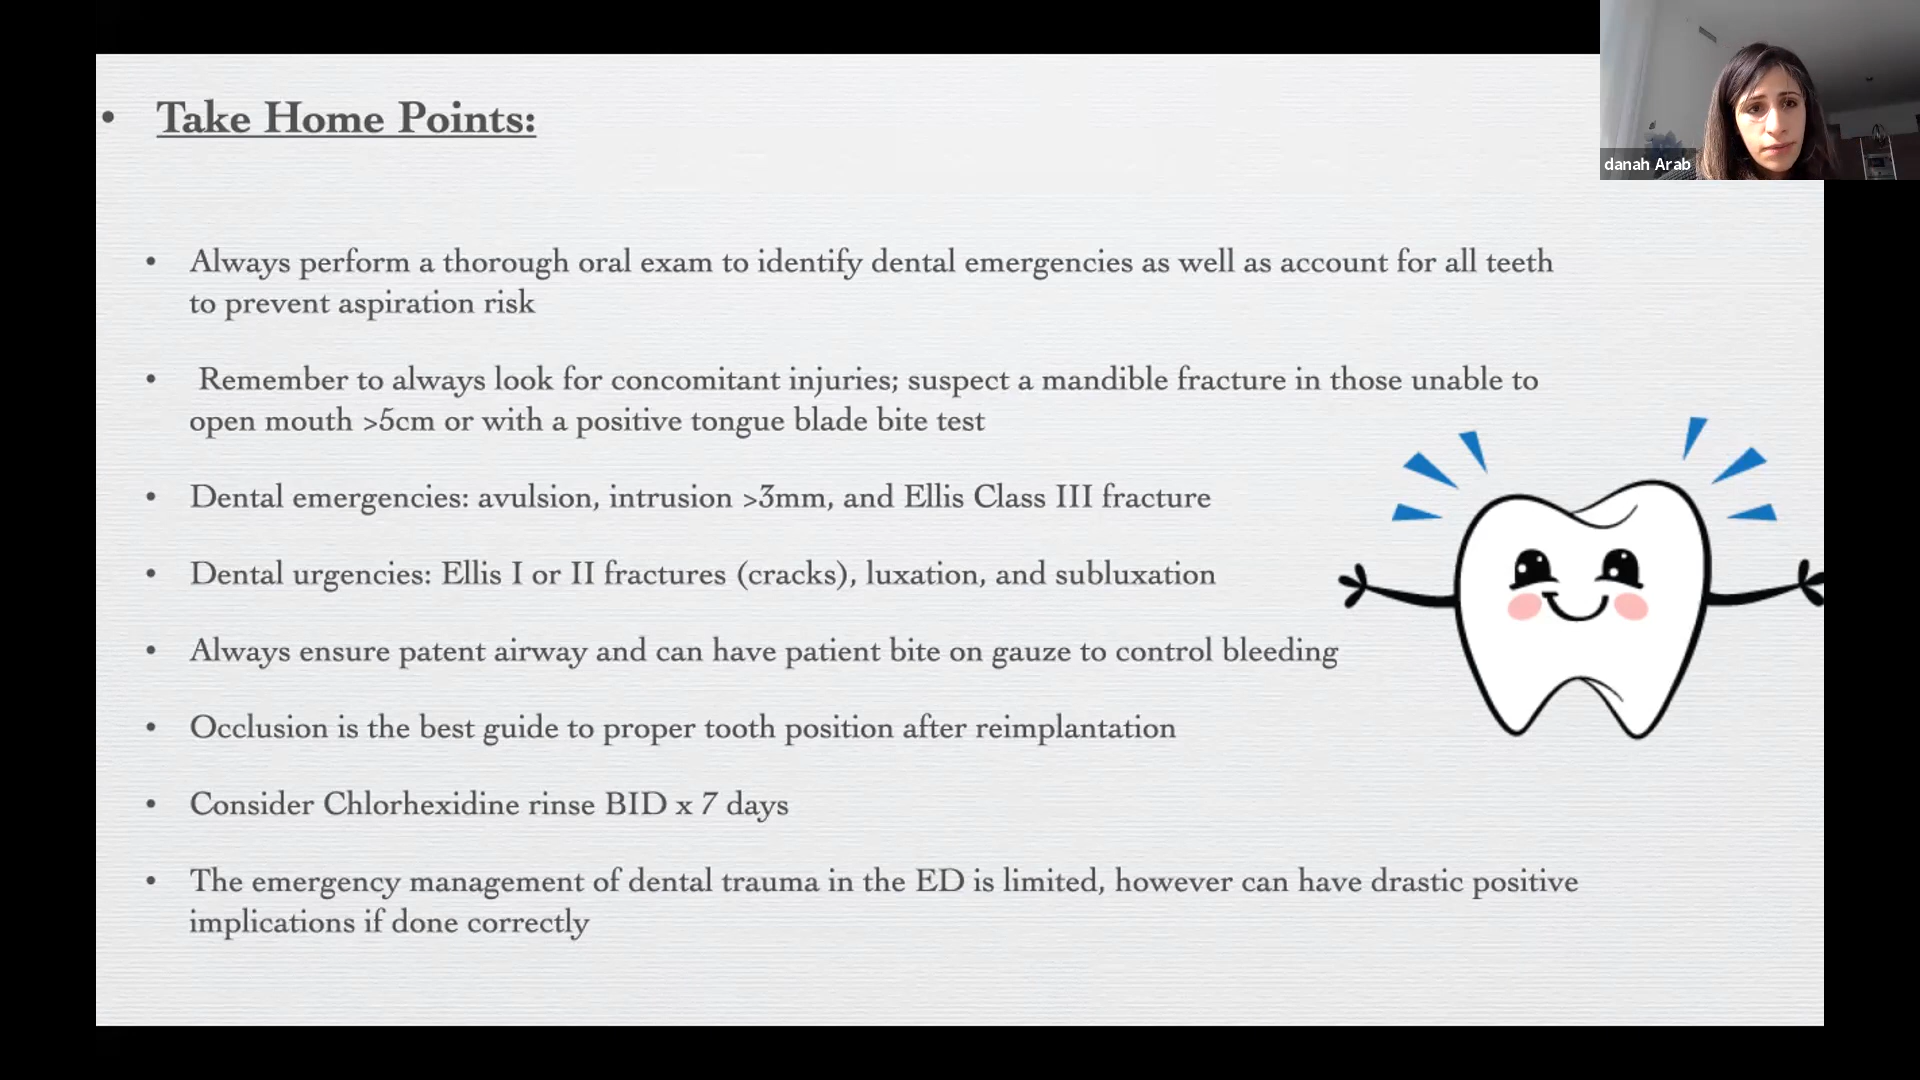 • Take Home Points:
danah Arab
• Always perform a thorough oral exam to identify dental emergencies as well as account for all teeth
to prevent aspiration risk
• Remember to always look for concomitant injuries; suspect a mandible fracture in those unable to
open mouth >5cm or with a positive tongue blade bite test
• Dental emergencies: avulsion, intrusion >3mm, and Ellis Class III fracture
• Dental urgencies: Ellis I or II fractures (cracks), luxation, and subluxation
• Always ensure patent airway and can have patient bite on gauze to control bleeding
• Occlusion is the best guide to proper tooth position after reimplantation
• Consider Chlorhexidine rinse BID x 7 days
• The emergency management of dental trauma in the ED is limited, however can have drastic positive
implications if done correctly